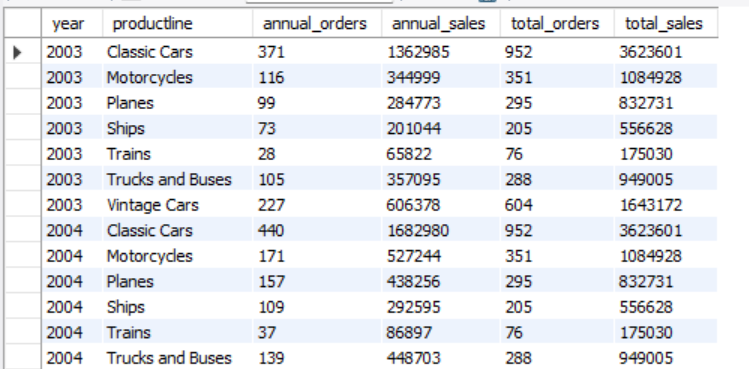 year productline annual_orders annual_sales total_orders total_sales
2003 Classic Cars 371 1362985 952 3623601
2003 Motorcycles 116 344999 351 1084928
2003 Planes 99 284773 295 832731
2003 Ships 73 201044 205 556628
2003 Trains 28 65822 76 175030
2003 Trucks and Buses 105 357095 288 949005
2003 Vintage Cars 227 606378 604 1643172
2004 Classic Cars 440 1682980 952 3623601
2004 Motorcycles 171 527244 351 1084928
2004 Planes 157 438256 295 832731
2004 Ships 109 292595 205 556628
2004 Trains 37 86897 76 175030
2004 Trucks and Buses 139 448703 288 949005